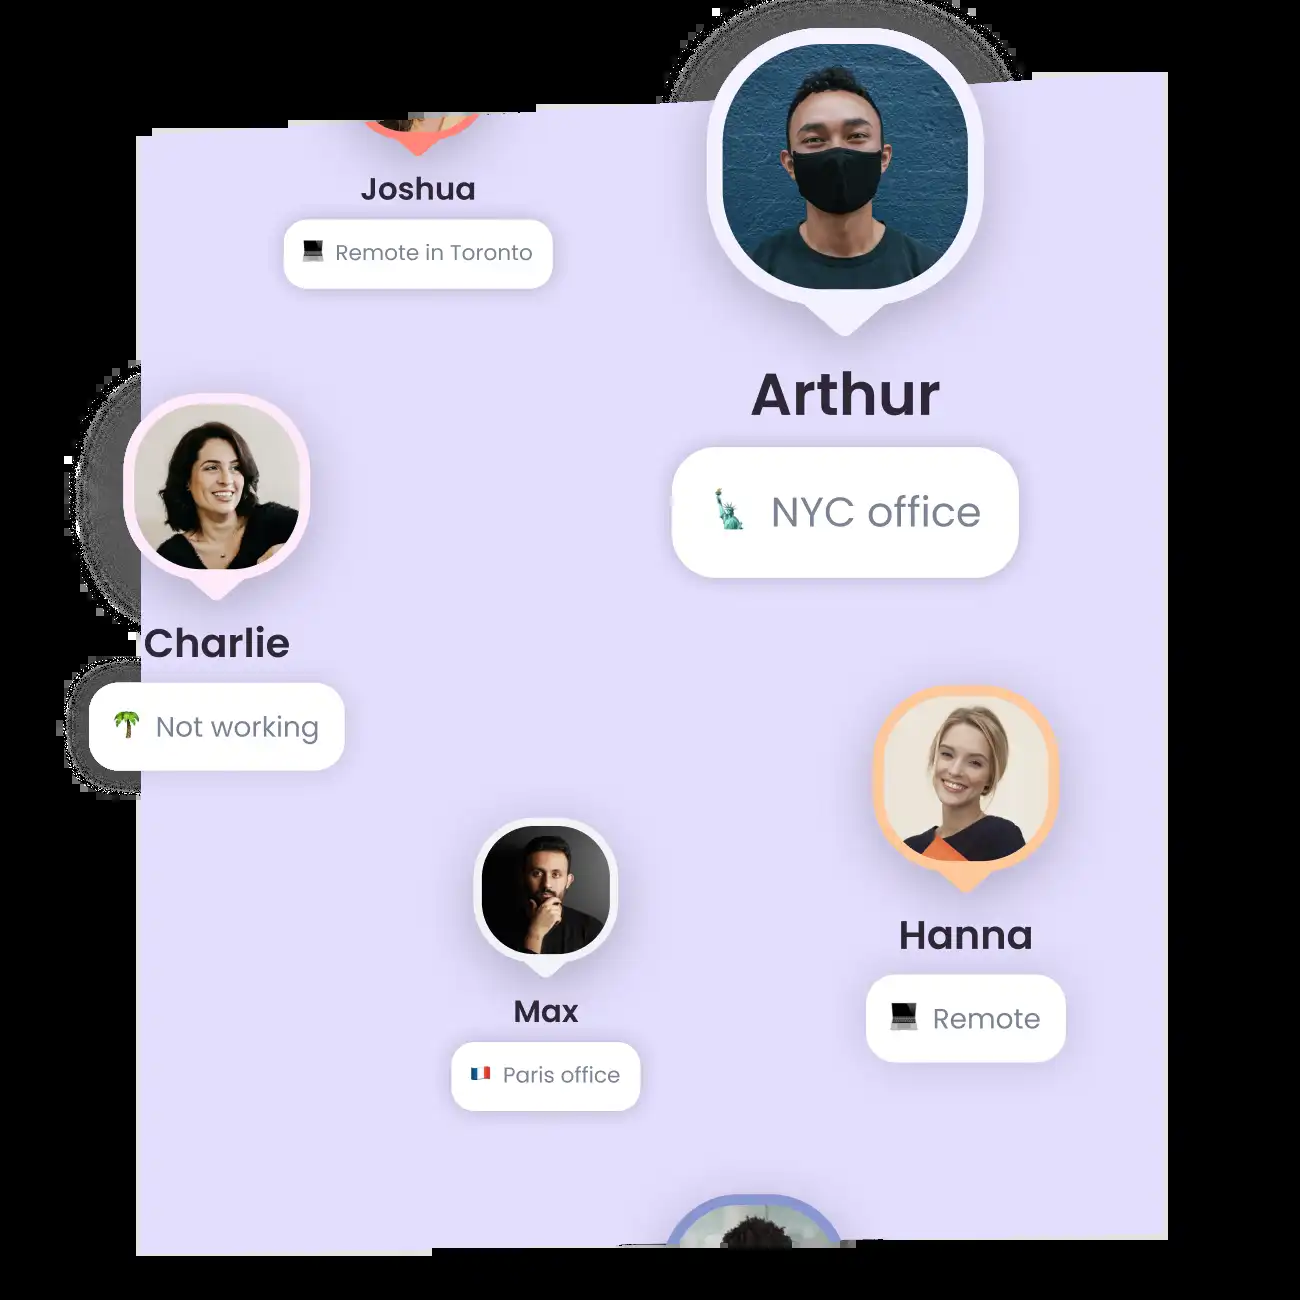 Joshua
Remote in Toronto
Arthur
NYC office
Charlie
Not working
Hanna
Remote
Max
Paris office